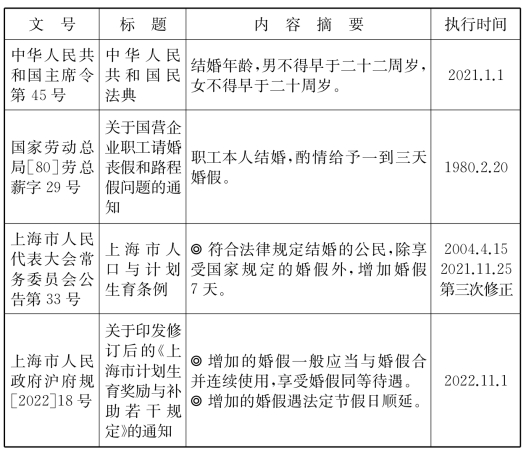 文号 标题 内容摘要 执行时间
中华人民共
和国主席令
第 45 号
中华人民
共和国民
法典
结婚年龄,男不得早于二十二周岁,
女不得早于二十周岁。
2021.1.1
国家劳动总
局[80]劳总
薪字 29 号
关于国营企
业职工请婚
丧假和路程
假问题的通
知
职工本人结婚,酌情给予一到三天
婚假。
1980.2.20
上海市人民
代表大会常
务委员会公
告第 33 号
上海市人
口与计划
生育条例
◎ 符合法律规定结婚的公民,除享
受国家规定的婚假外,增加婚假
7 天。
2004.4.15
2021.11.25
第三次修正
上海市人民
政府沪府规
[2022]18 号
关于印发修
订后的《上
海市计划生
育奖励与补
助若干规
定》的通知
◎ 增加的婚假一般应当与婚假合
并连续使用,享受婚假同等待遇。
◎ 增加的婚假遇法定节假日顺延。
2022.11.1